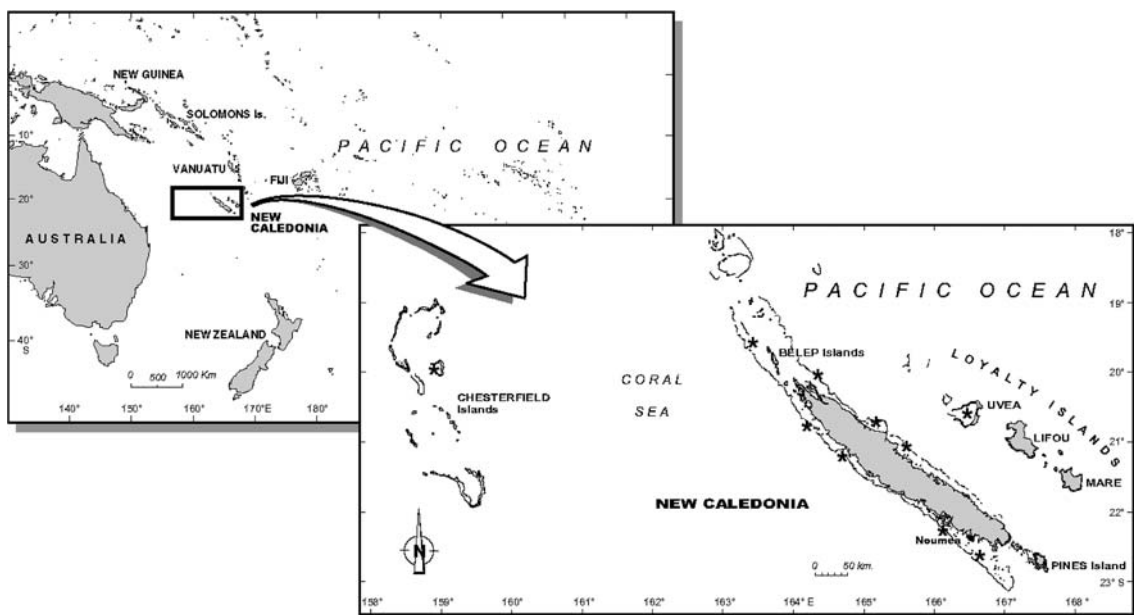 NEW GUINEA
0°
SOLOMONS Is.
10°
PACIFIC OCEAN
VANUATU
FIJI
20°
NEW
CALEDONIA
AUSTRALIA
30°
NEW ZEALAND
40°
S
0 500 1000 Km
140° 150° 160° 170°E 180°
18°
PACIFIC OCEAN
19°
BELEP Islands
LOYALTY ISLANDS
CORAL
SEA
20°
CHESTERFIELD
Islands
UVEA
LIFOU
21°
MARE
NEW CALEDONIA
22°
Noumea
N
0 50 km.
PINES Island
23° S
158° 159° 160° 161° 162° 163° 164° E 165° 166° 167° 168°